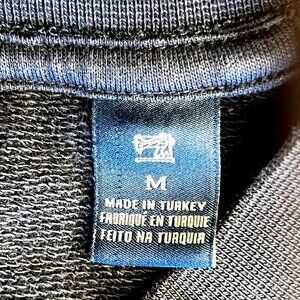 M
MADE IN TURKEY
FABRIQUÉ EN TURQUIE
FEITO NA TURQUIA